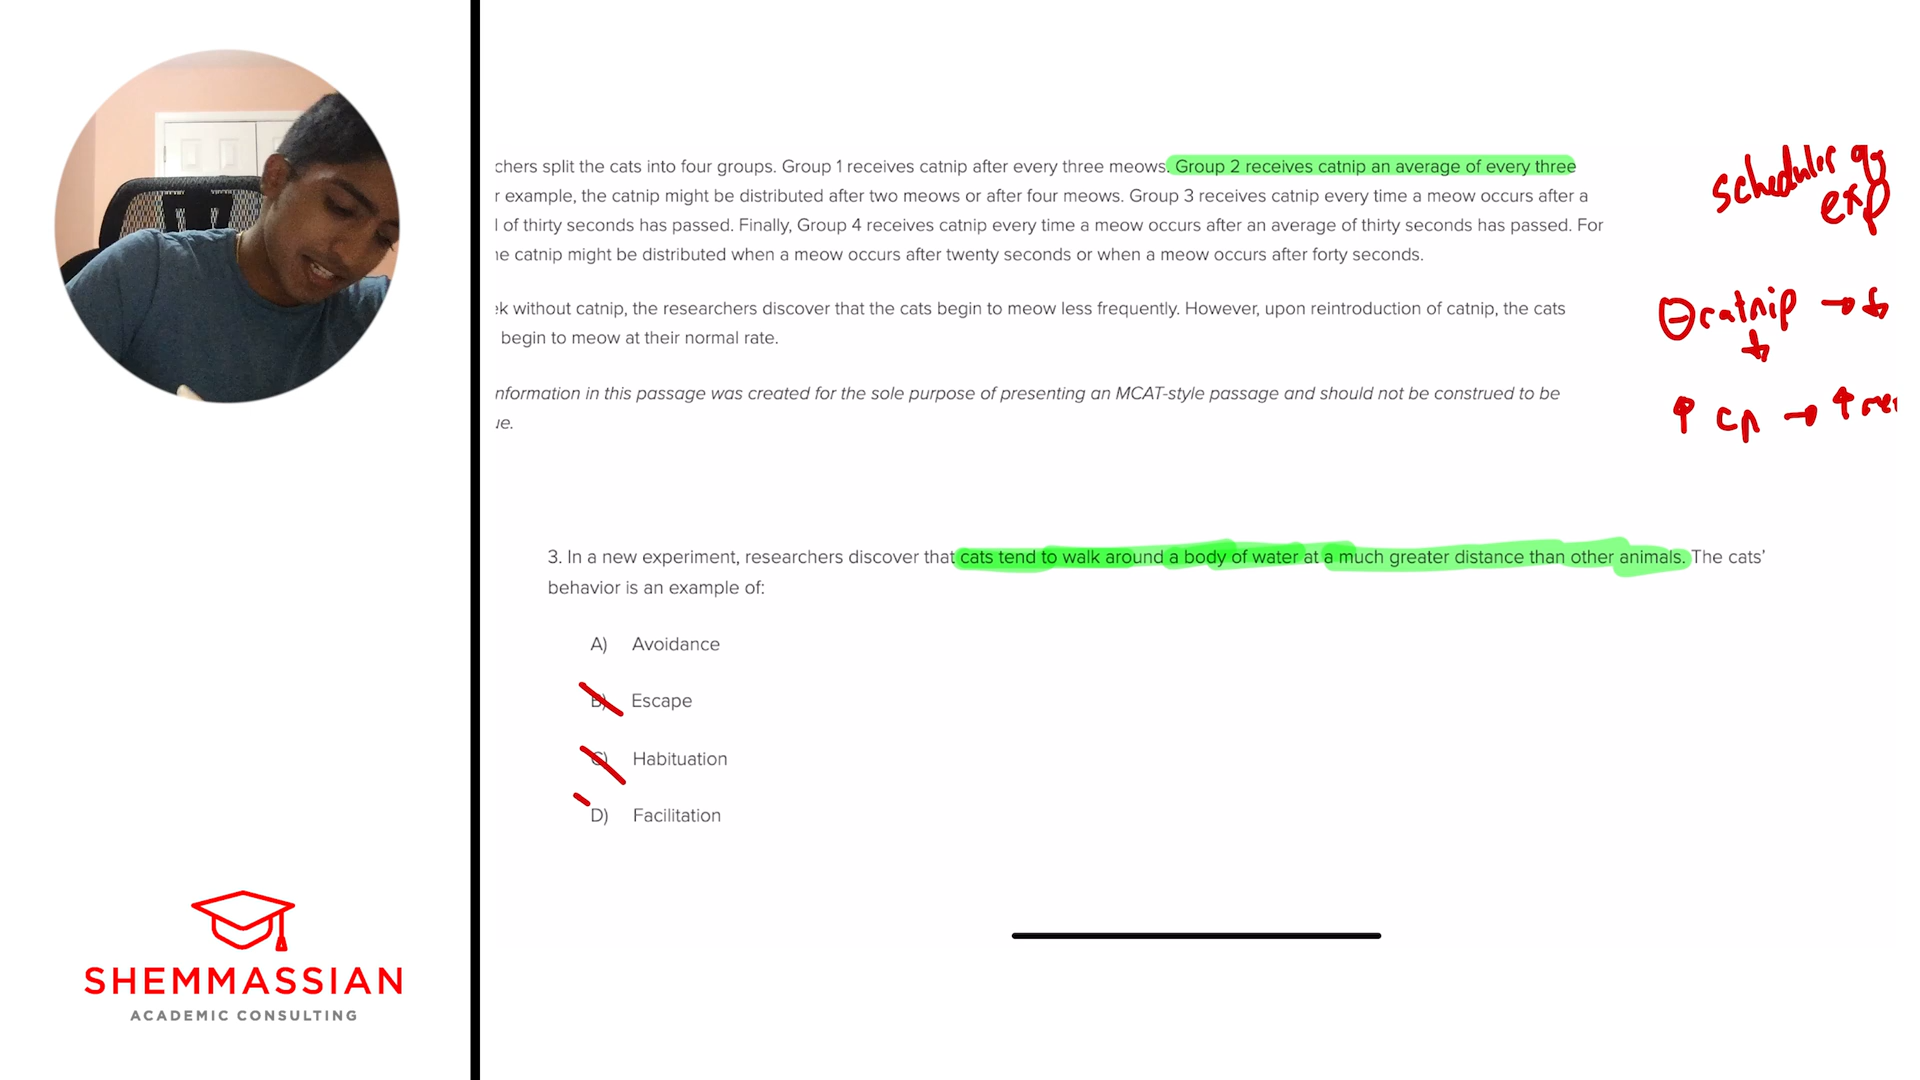 chers split the cats into four groups. Group 1 receives catnip after every three meows. Group 2 receives catnip an average of every three
r example, the catnip might be distributed after two meows or after four meows. Group 3 receives catnip every time a meow occurs after a
l of thirty seconds has passed. Finally, Group 4 receives catnip every time a meow occurs after an average of thirty seconds has passed. For
he catnip might be distributed when a meow occurs after twenty seconds or when a meow occurs after forty seconds.
ek without catnip, the researchers discover that the cats begin to meow less frequently. However, upon reintroduction of catnip, the cats
begin to meow at their normal rate.
nformation in this passage was created for the sole purpose of presenting an MCAT-style passage and should not be construed to be
ue.
exp
catnip →
↑ →↑
3. In a new experiment, researchers discover that cats tend to walk around a body of water at a much greater distance than other animals. The cats'
behavior is an example of:
A) Avoidance
B) Escape
C) Habituation
D) Facilitation
SHEMMASSIAN
ACADEMIC CONSULTING